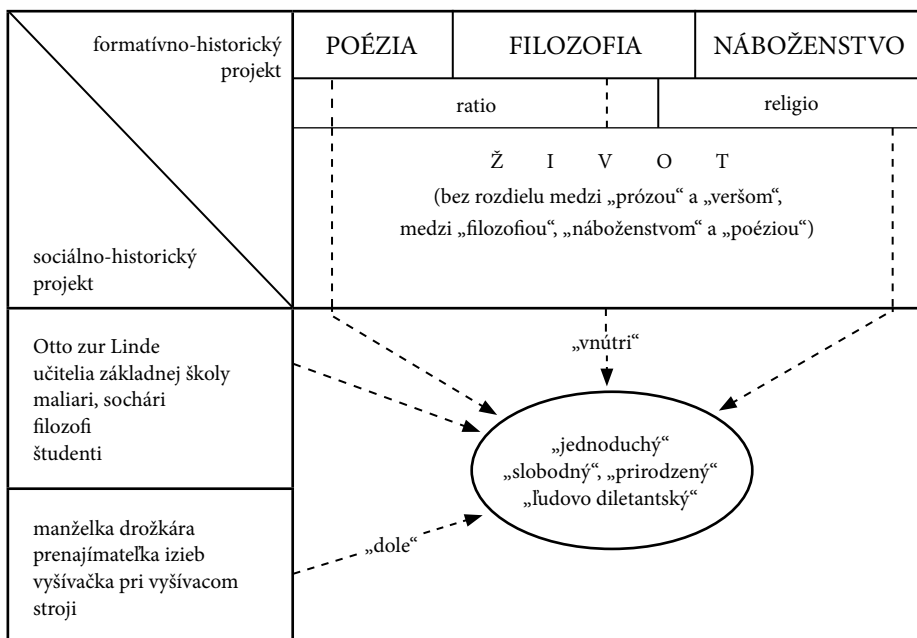 formatívno-historický
projekt
POÉZIA
FILOZOFIA
NÁBOŽENSTVO
ratio
religio
Ž I V O T
(bez rozdielu medzi „prózou“ a „veršom“,
medzi „filozofiou“, „náboženstvom“ a „poéziou“)
sociálno-historický
projekt
Otto zur Linde
učitelia základnej školy
maliari, sochári
filozofi
študenti
„vnútri“
„jednoduchý“
„slobodný“, „prirodzený“
„ľudovo diletantský“
manželka drožkára
prenajímateľka izieb
vyšívačka pri vyšívacom
stroji
„dole“